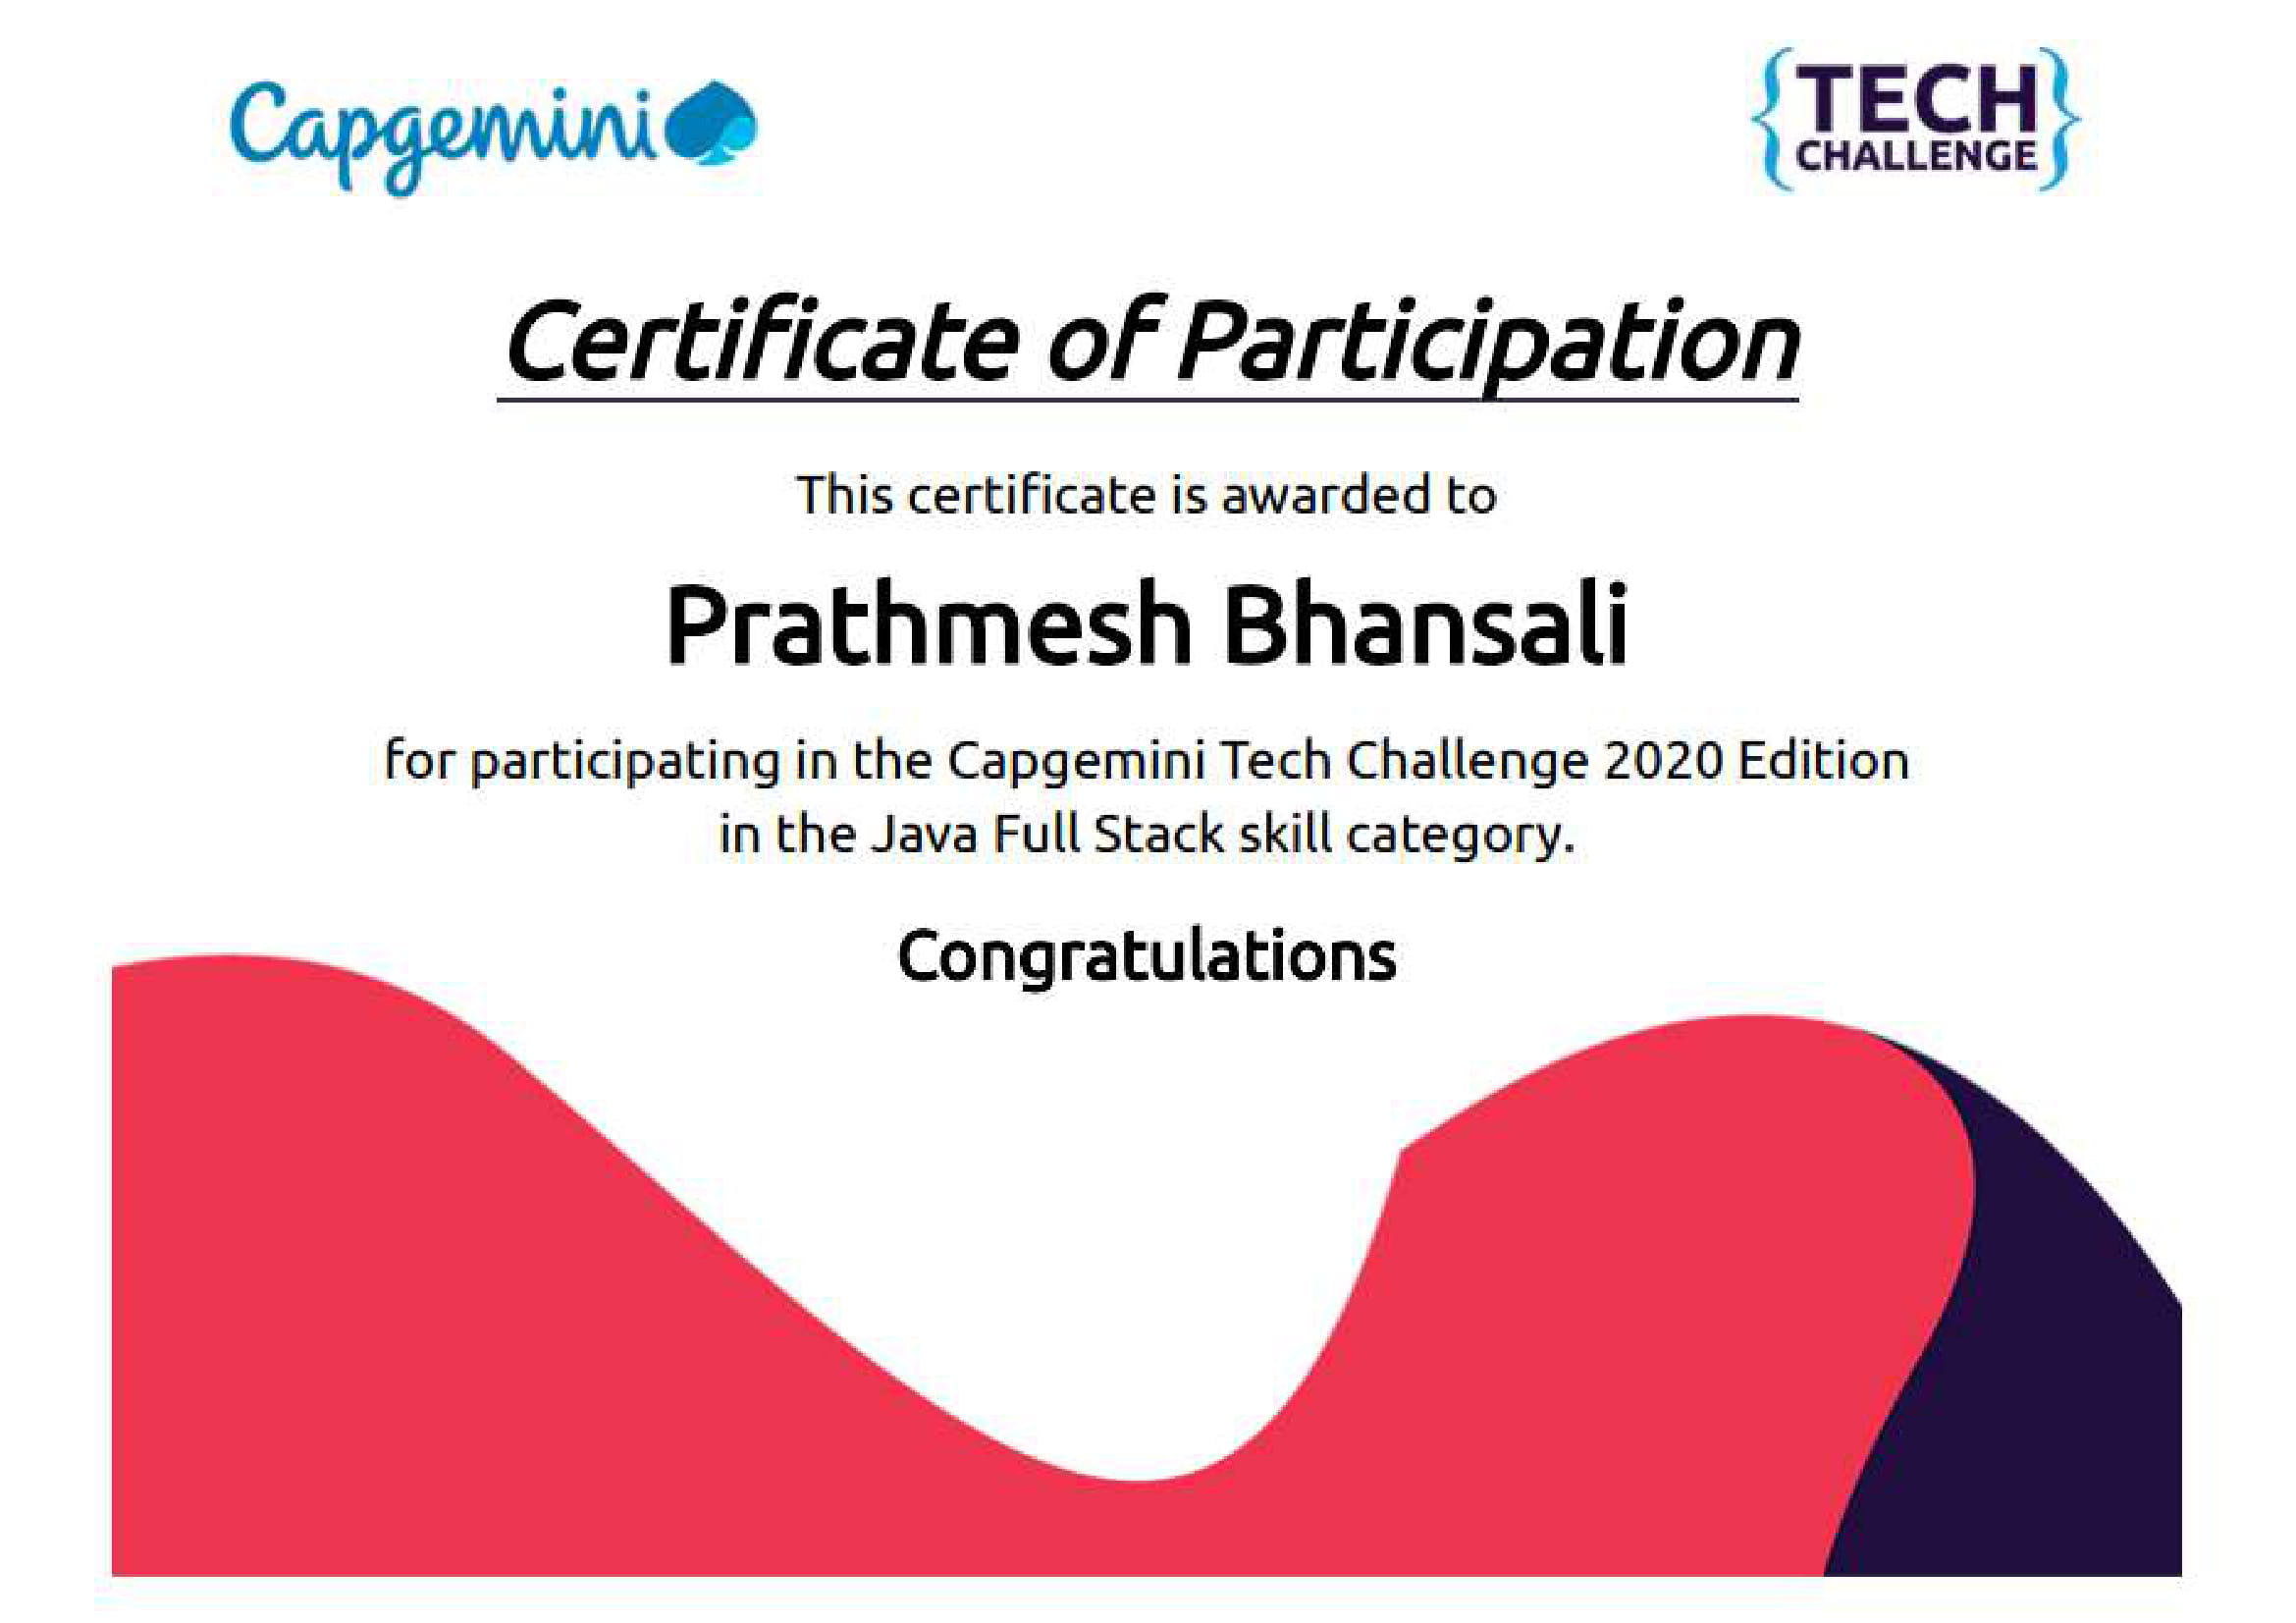 Capgemini
{TECH
CHALLENGE}
Certificate of Participation
This certificate is awarded to
Prathmesh Bhansali
for participating in the Capgemini Tech Challenge 2020 Edition
in the Java Full Stack skill category.
Congratulations